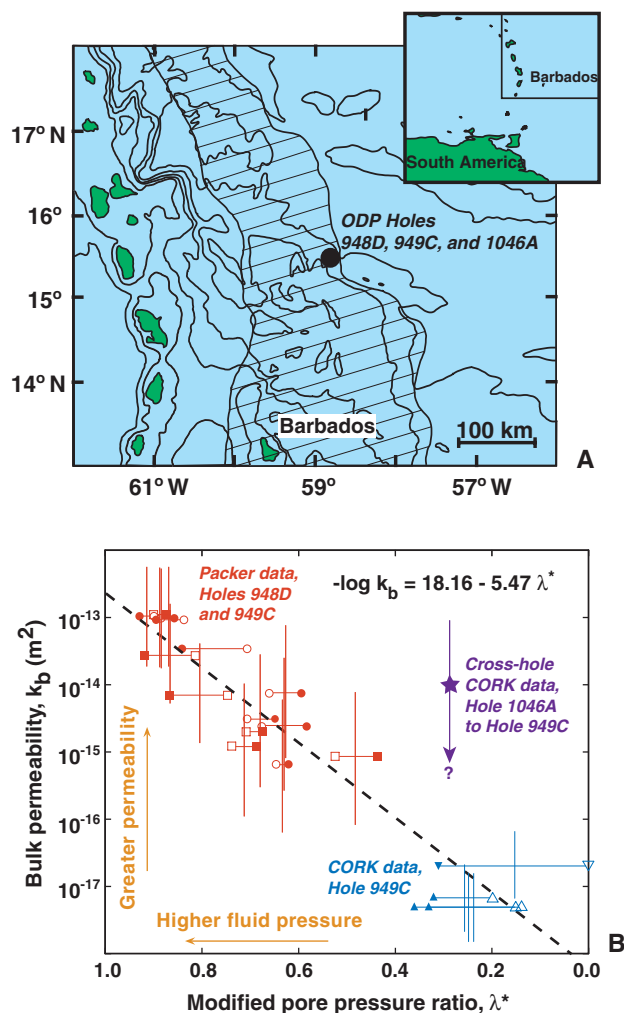 Barbados
South America
17° N
16°
15°
14° N
ODP Holes
948D, 949C, and 1046A
Barbados
100 km
A
61° W
59°
57° W
Packer data,
Holes 948D
and 949C
-log k_b = 18.16 - 5.47 λ*
Cross-hole
CORK data,
Hole 1046A
to Hole 949C
?
CORK data,
Hole 949C
Greater permeability
Higher fluid pressure
Bulk permeability, k_b (m²)
10⁻¹³
10⁻¹⁴
10⁻¹⁵
10⁻¹⁶
10⁻¹⁷
B
1.0
0.8
0.6
0.4
0.2
0.0
Modified pore pressure ratio, λ*